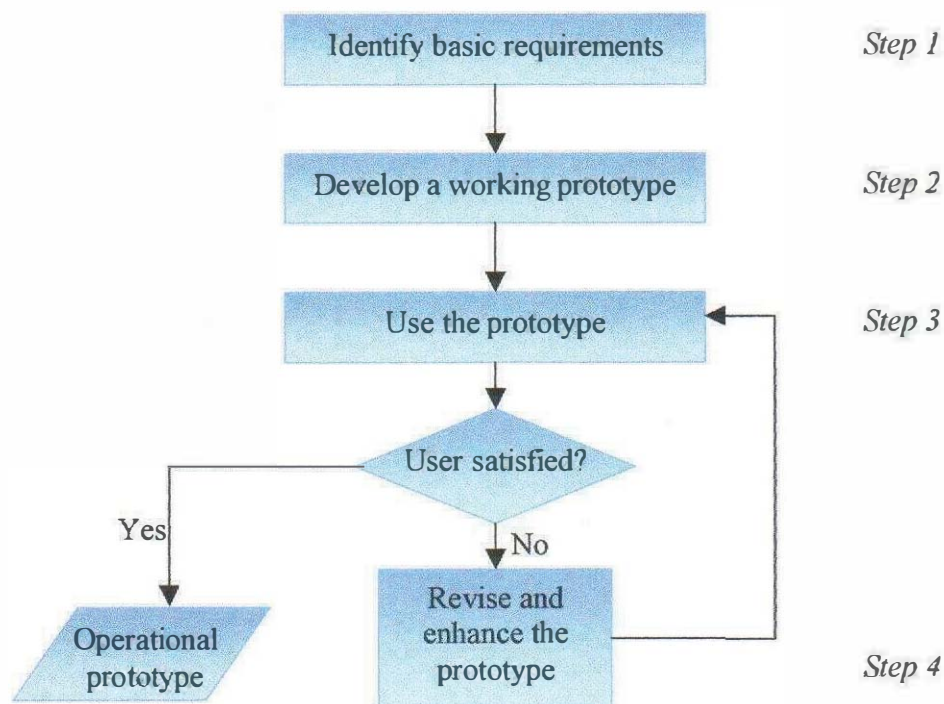 Identify basic requirements
Step 1
Develop a working prototype
Step 2
Use the prototype
Step 3
User satisfied?
Yes
No
Revise and
enhance the
prototype
Operational
prototype
Step 4